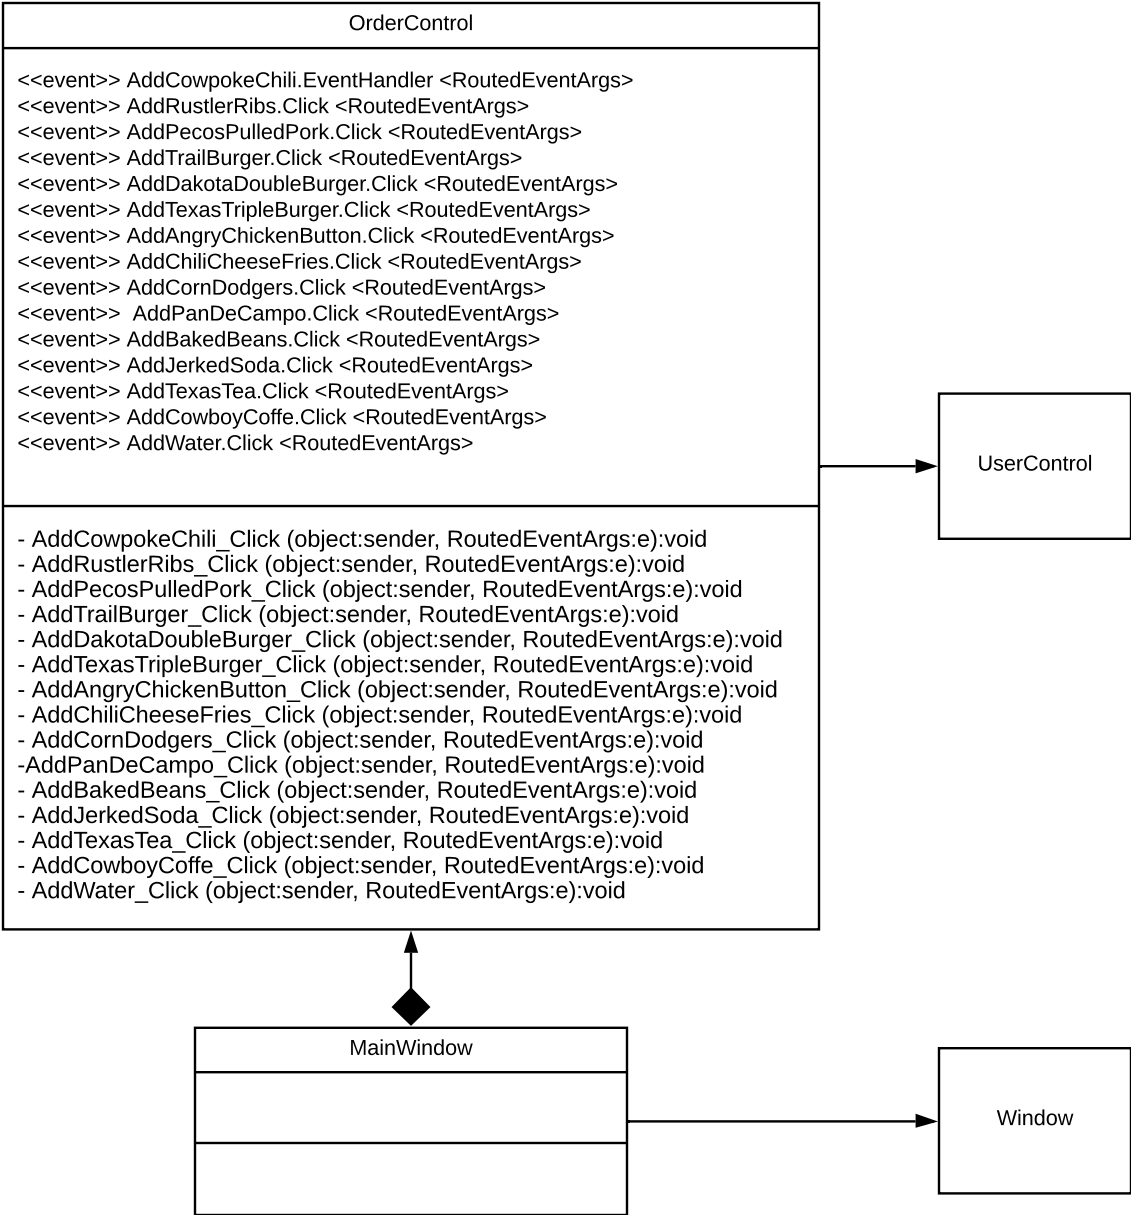 OrderControl
<<event>> AddCowpokeChili.EventHandler <RoutedEventArgs>
<<event>> AddRustlerRibs.Click <RoutedEventArgs>
<<event>> AddPecosPulledPork.Click <RoutedEventArgs>
<<event>> AddTrailBurger.Click <RoutedEventArgs>
<<event>> AddDakotaDoubleBurger.Click <RoutedEventArgs>
<<event>> AddTexasTripleBurger.Click <RoutedEventArgs>
<<event>> AddAngryChickenButton.Click <RoutedEventArgs>
<<event>> AddChiliCheeseFries.Click <RoutedEventArgs>
<<event>> AddCornDodgers.Click <RoutedEventArgs>
<<event>>  AddPanDeCampo.Click <RoutedEventArgs>
<<event>> AddBakedBeans.Click <RoutedEventArgs>
<<event>> AddJerkedSoda.Click <RoutedEventArgs>
<<event>> AddTexasTea.Click <RoutedEventArgs>
<<event>> AddCowboyCoffe.Click <RoutedEventArgs>
<<event>> AddWater.Click <RoutedEventArgs>
UserControl
- AddCowpokeChili_Click (object:sender, RoutedEventArgs:e):void
- AddRustlerRibs_Click (object:sender, RoutedEventArgs:e):void
- AddPecosPulledPork_Click (object:sender, RoutedEventArgs:e):void
- AddTrailBurger_Click (object:sender, RoutedEventArgs:e):void
- AddDakotaDoubleBurger_Click (object:sender, RoutedEventArgs:e):void
- AddTexasTripleBurger_Click (object:sender, RoutedEventArgs:e):void
- AddAngryChickenButton_Click (object:sender, RoutedEventArgs:e):void
- AddChiliCheeseFries_Click (object:sender, RoutedEventArgs:e):void
- AddCornDodgers_Click (object:sender, RoutedEventArgs:e):void
-AddPanDeCampo_Click (object:sender, RoutedEventArgs:e):void
- AddBakedBeans_Click (object:sender, RoutedEventArgs:e):void
- AddJerkedSoda_Click (object:sender, RoutedEventArgs:e):void
- AddTexasTea_Click (object:sender, RoutedEventArgs:e):void
- AddCowboyCoffe_Click (object:sender, RoutedEventArgs:e):void
- AddWater_Click (object:sender, RoutedEventArgs:e):void
MainWindow
Window